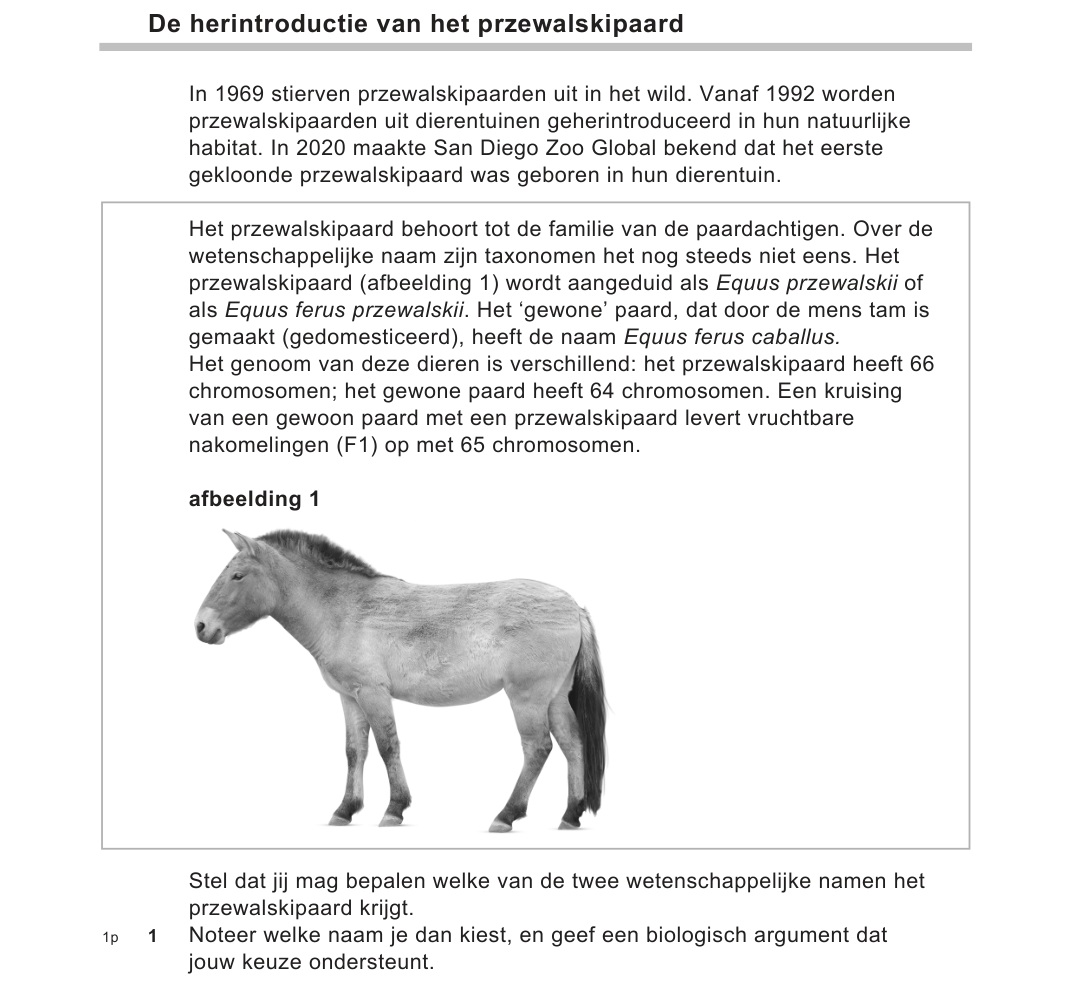 De herintroductie van het przewalskipaard
In 1969 stierven przewalskipaarden uit in het wild. Vanaf 1992 worden
przewalskipaarden uit dierentuinen geherintroduceerd in hun natuurlijke
habitat. In 2020 maakte San Diego Zoo Global bekend dat het eerste
gekloonde przewalskipaard was geboren in hun dierentuin.
Het przewalskipaard behoort tot de familie van de paardachtigen. Over de
wetenschappelijke naam zijn taxonomen het nog steeds niet eens. Het
przewalskipaard (afbeelding 1) wordt aangeduid als Equus przewalskii of
als Equus ferus przewalskii. Het ‘gewone’ paard, dat door de mens tam is
gemaakt (gedomesticeerd), heeft de naam Equus ferus caballus.
Het genoom van deze dieren is verschillend: het przewalskipaard heeft 66
chromosomen; het gewone paard heeft 64 chromosomen. Een kruising
van een gewoon paard met een przewalskipaard levert vruchtbare
nakomelingen (F1) op met 65 chromosomen.
afbeelding 1
Stel dat jij mag bepalen welke van de twee wetenschappelijke namen het
przewalskipaard krijgt.
1p 1 Noteer welke naam je dan kiest, en geef een biologisch argument dat
jouw keuze ondersteunt.